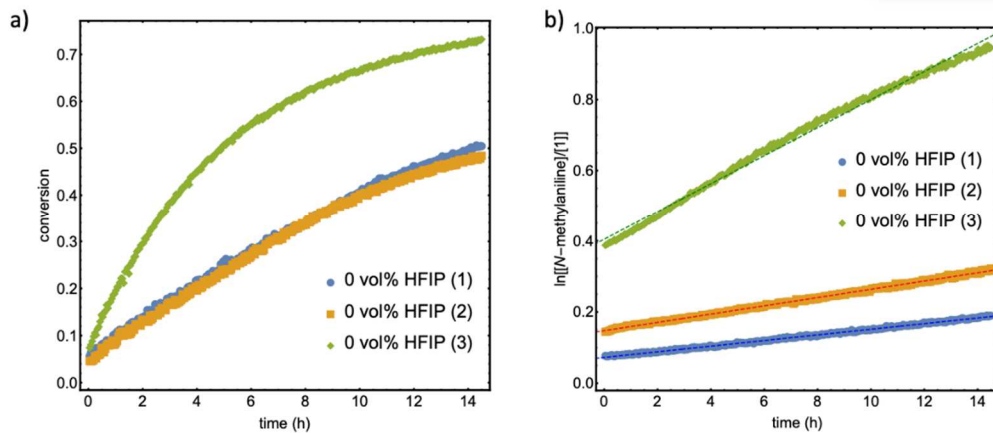 a)
0.7
0.6
0.5
0.4
0.3
0.2
0.1
0.0
conversion
0 vol% HFIP (1)
0 vol% HFIP (2)
0 vol% HFIP (3)
0 2 4 6 8 10 12 14
time (h)
b)
1.0
0.8
0.6
0.4
0.2
0.0
ln[[N-methylaniline]/[1]]
0 vol% HFIP (1)
0 vol% HFIP (2)
0 vol% HFIP (3)
0 2 4 6 8 10 12 14
time (h)